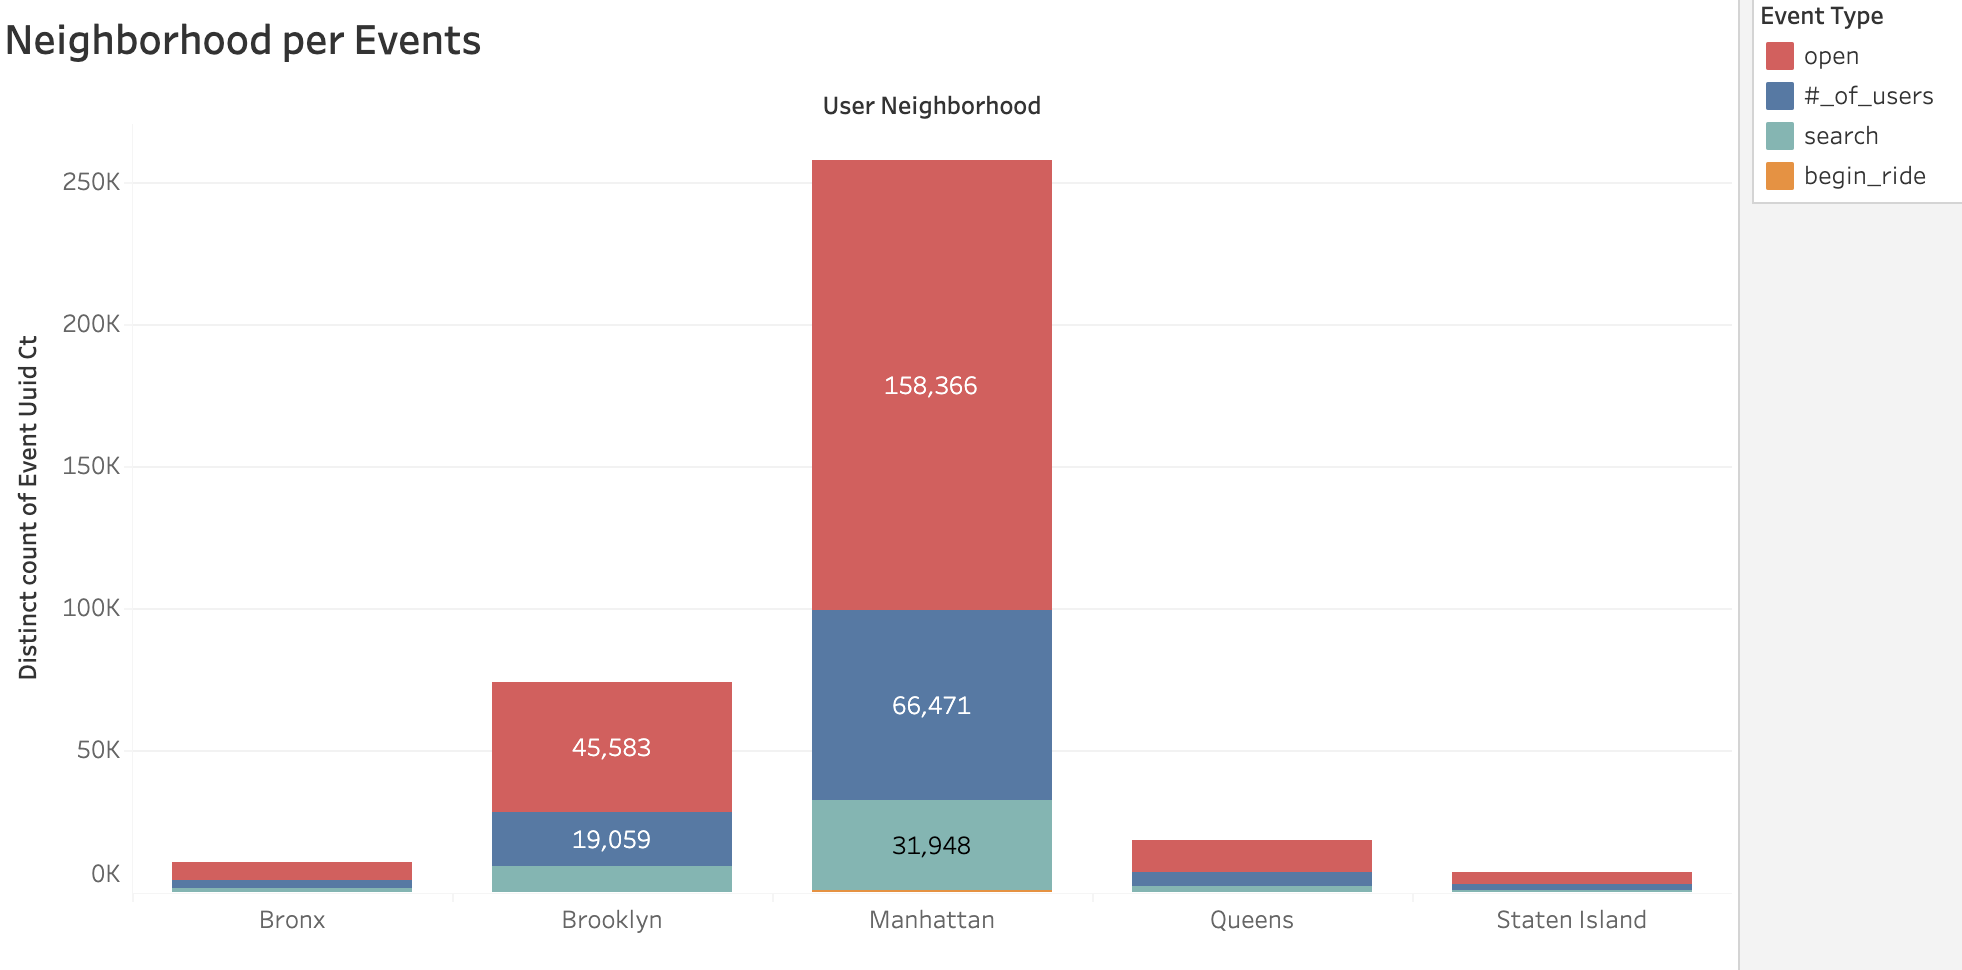 Neighborhood per Events
User Neighborhood
Distinct count of Event Uuid Ct
250K
200K
150K
100K
50K
0K
158,366
66,471
31,948
45,583
19,059
Bronx
Brooklyn
Manhattan
Queens
Staten Island
Event Type
open
#_of_users
search
begin_ride